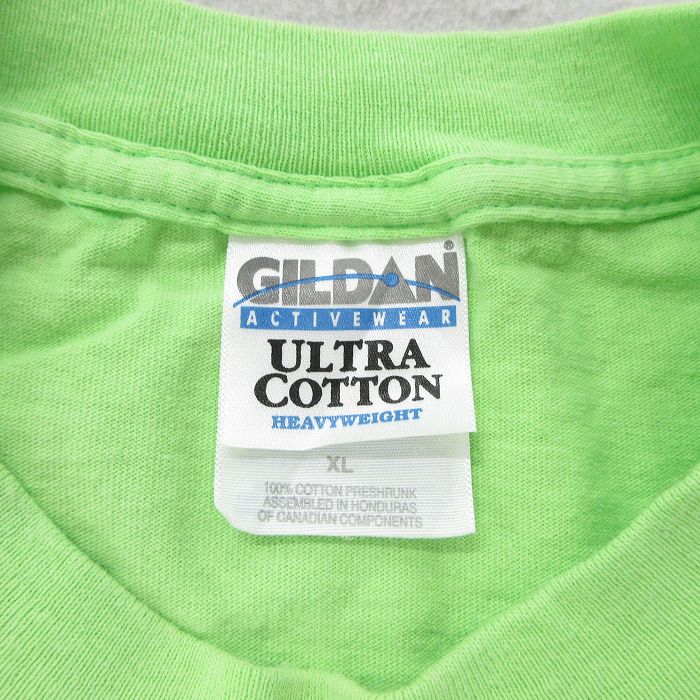 GILDAN®
ACTIVEWEAR
ULTRA
COTTON
HEAVYWEIGHT
XL
100% COTTON PRESHRUNK
ASSEMBLED IN HONDURAS
OF CANADIAN COMPONENTS